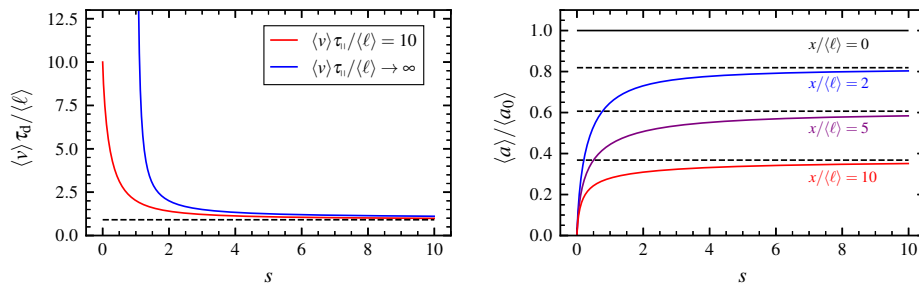 12.5
10.0
7.5
5.0
2.5
0.0
0 2 4 6 8 10
s
⟨v⟩ τ_d / ⟨ℓ⟩
⟨v⟩ τ_∥ / ⟨ℓ⟩ = 10
⟨v⟩ τ_∥ / ⟨ℓ⟩ → ∞
1.0
0.8
0.6
0.4
0.2
0.0
0 2 4 6 8 10
s
⟨a⟩ / ⟨a_0⟩
x/⟨ℓ⟩ = 0
x/⟨ℓ⟩ = 2
x/⟨ℓ⟩ = 5
x/⟨ℓ⟩ = 10